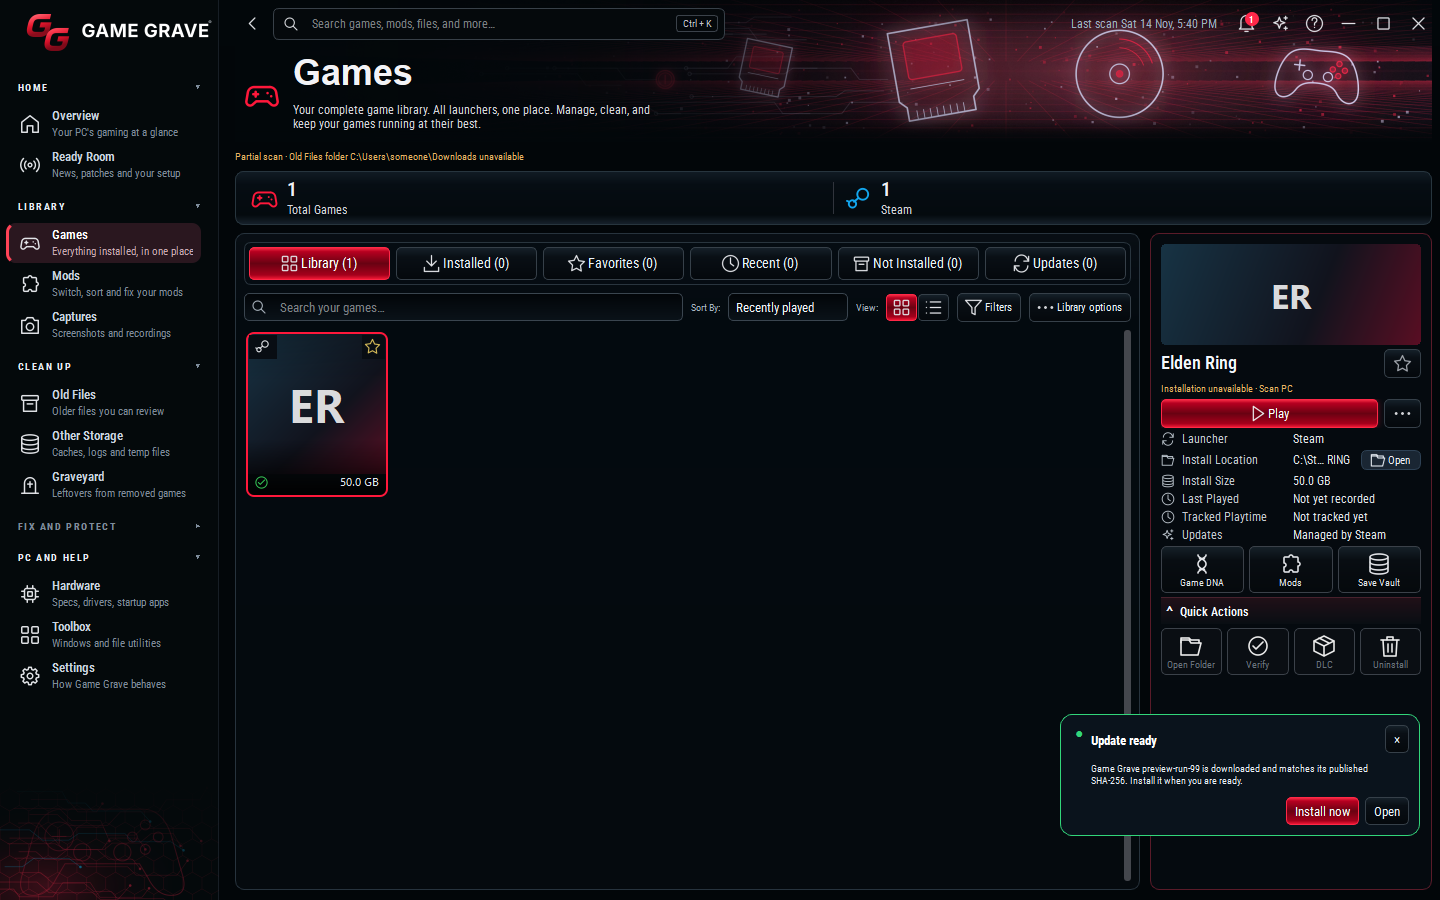 GG GAME GRAVE
Search games, mods, files, and more...
Ctrl + K
Last scan Sat 14 Nov, 5:40 PM
1
Games
Your complete game library. All launchers, one place. Manage, clean, and
keep your games running at their best.
HOME
Overview
Your PC's gaming at a glance
Ready Room
News, patches and your setup
LIBRARY
Games
Everything installed, in one place
Mods
Switch, sort and fix your mods
Captures
Screenshots and recordings
CLEAN UP
Old Files
Older files you can review
Other Storage
Caches, logs and temp files
Graveyard
Leftovers from removed games
FIX AND PROTECT
PC AND HELP
Hardware
Specs, drivers, startup apps
Toolbox
Windows and file utilities
Settings
How Game Grave behaves
Partial scan · Old Files folder C:\Users\someone\Downloads unavailable
1
Total Games
1
Steam
Library (1)
Installed (0)
Favorites (0)
Recent (0)
Not Installed (0)
Updates (0)
Search your games...
Sort By:
Recently played
View:
Filters
Library options
ER
50.0 GB
ER
Elden Ring
Installation unavailable · Scan PC
Play
Launcher Steam
Install Location C:\St... RING Open
Install Size 50.0 GB
Last Played Not yet recorded
Tracked Playtime Not tracked yet
Updates Managed by Steam
Game DNA
Mods
Save Vault
^ Quick Actions
Open Folder
Verify
DLC
Uninstall
Update ready
x
Game Grave preview-run-99 is downloaded and matches its published
SHA-256. Install it when you are ready.
Install now
Open